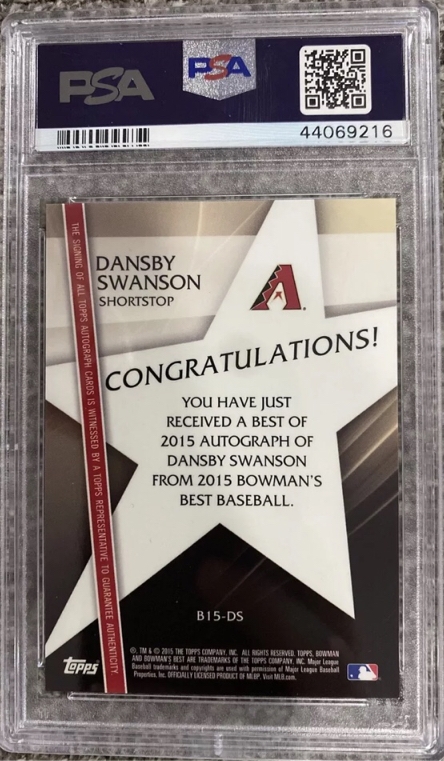 PSA
PSA
44069216
DANSBY
SWANSON
SHORTSTOP
A
CONGRATULATIONS!
YOU HAVE JUST
RECEIVED A BEST OF
2015 AUTOGRAPH OF
DANSBY SWANSON
FROM 2015 BOWMAN'S
BEST BASEBALL.
THE SIGNING OF ALL TOPPS AUTOGRAPH CARDS IS WITNESSED BY A TOPPS REPRESENTATIVE TO GUARANTEE AUTHENTICITY.
B15-DS
®, TM & © 2015 THE TOPPS COMPANY, INC. ALL RIGHTS RESERVED. TOPPS, BOWMAN
AND BOWMAN'S BEST ARE TRADEMARKS OF THE TOPPS COMPANY, INC. Major League
Baseball trademarks and copyrights are used with permission of Major League Baseball
Properties, Inc. OFFICIALLY LICENSED PRODUCT OF MLBP. Visit MLB.com.
topps